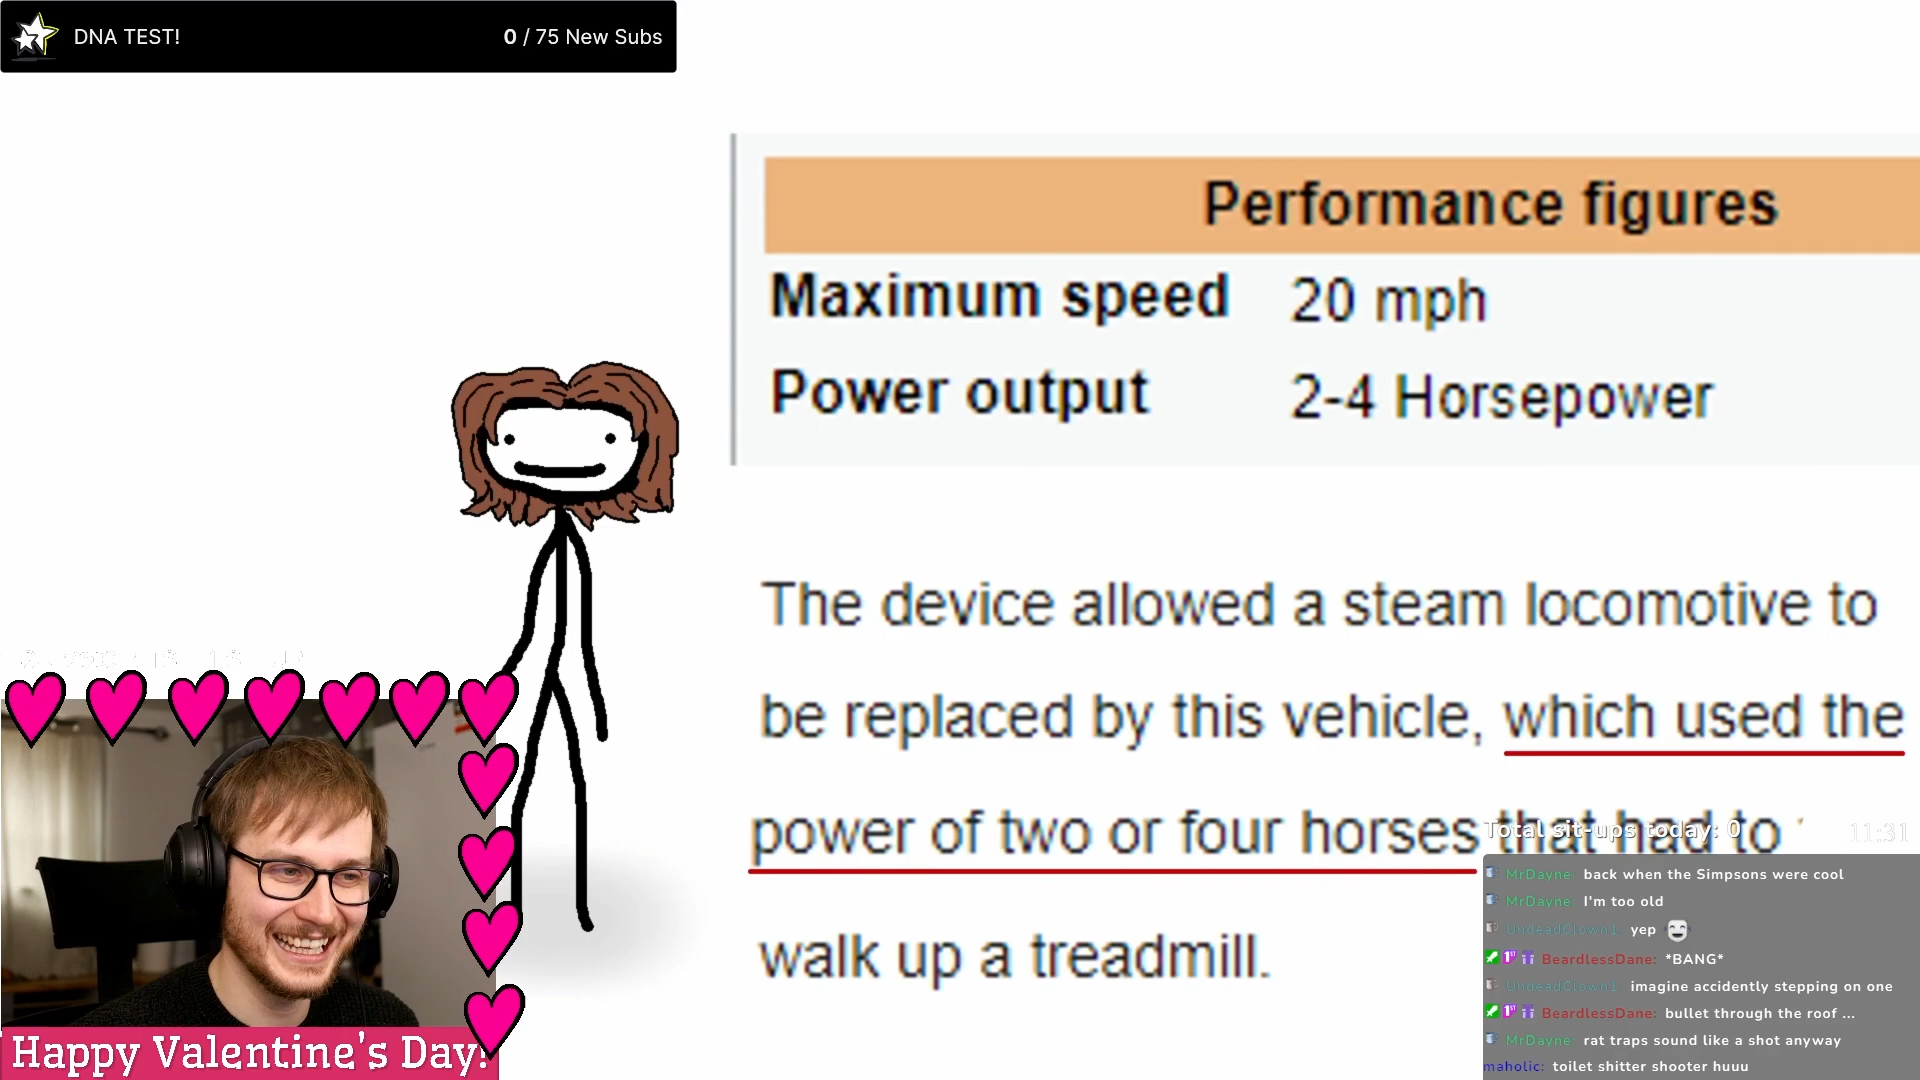 DNA TEST!
0 / 75 New Subs
Performance figures
Maximum speed 20 mph
Power output 2-4 Horsepower
The device allowed a steam locomotive to
be replaced by this vehicle, which used the
power of two or four horses that had to
walk up a treadmill.
Total sit-ups today: 0
11:31
MrDayne: back when the Simpsons were cool
MrDayne: I'm too old
UndeadClown1: yep
BeardlessDane: *BANG*
UndeadClown1: imagine accidently stepping on one
BeardlessDane: bullet through the roof ...
MrDayne: rat traps sound like a shot anyway
maholic: toilet shitter shooter huuu
Happy Valentine's Day!